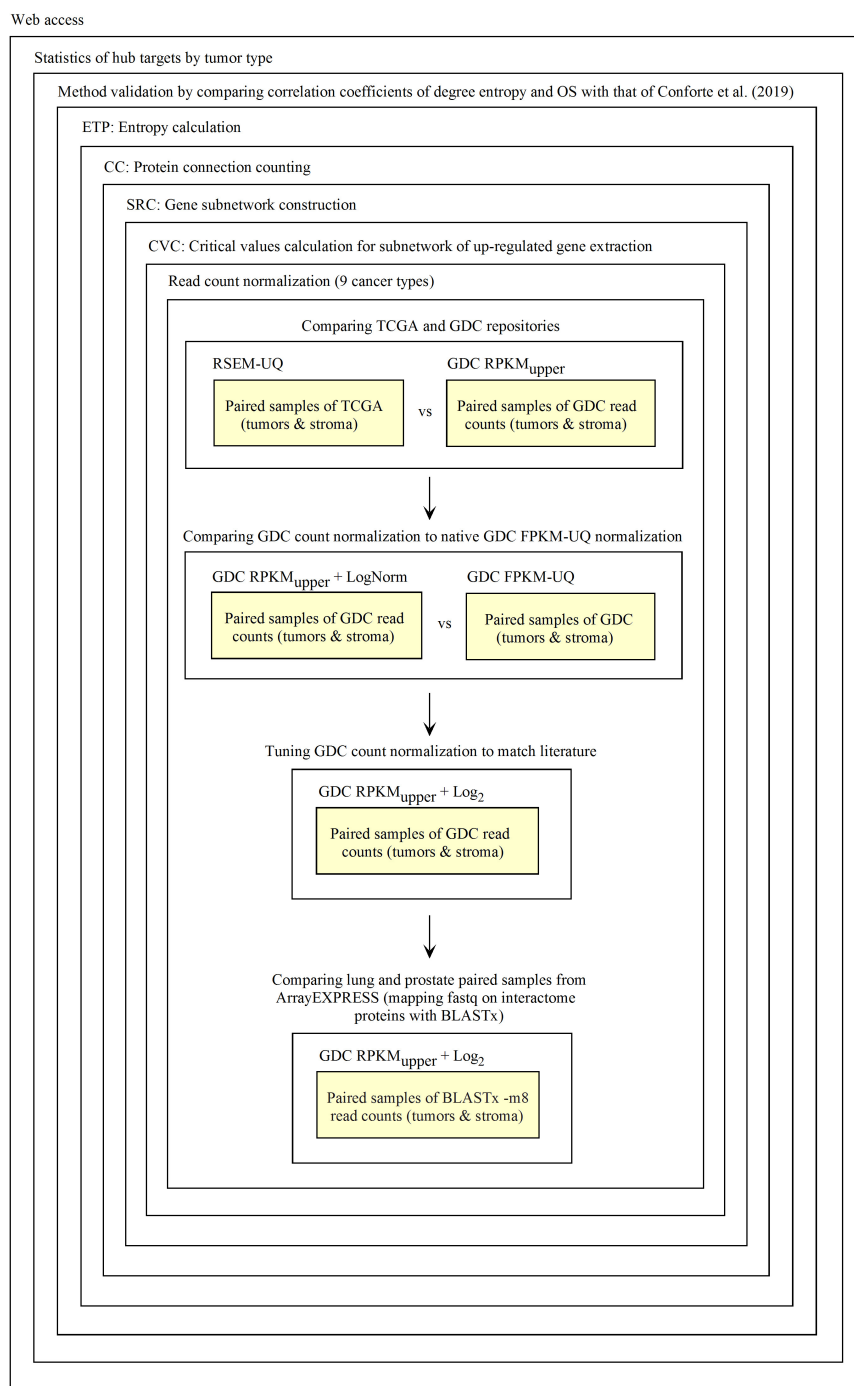 Web access
Statistics of hub targets by tumor type
Method validation by comparing correlation coefficients of degree entropy and OS with that of Conforte et al. (2019)
ETP: Entropy calculation
CC: Protein connection counting
SRC: Gene subnetwork construction
CVC: Critical values calculation for subnetwork of up-regulated gene extraction
Read count normalization (9 cancer types)
Comparing TCGA and GDC repositories
RSEM-UQ
GDC RPKMupper
Paired samples of TCGA
(tumors & stroma)
vs
Paired samples of GDC read
counts (tumors & stroma)
Comparing GDC count normalization to native GDC FPKM-UQ normalization
GDC RPKMupper + LogNorm
GDC FPKM-UQ
Paired samples of GDC read
counts (tumors & stroma)
vs
Paired samples of GDC
(tumors & stroma)
Tuning GDC count normalization to match literature
GDC RPKMupper + Log2
Paired samples of GDC read
counts (tumors & stroma)
Comparing lung and prostate paired samples from
ArrayEXPRESS (mapping fastq on interactome
proteins with BLASTx)
GDC RPKMupper + Log2
Paired samples of BLASTx -m8
read counts (tumors & stroma)